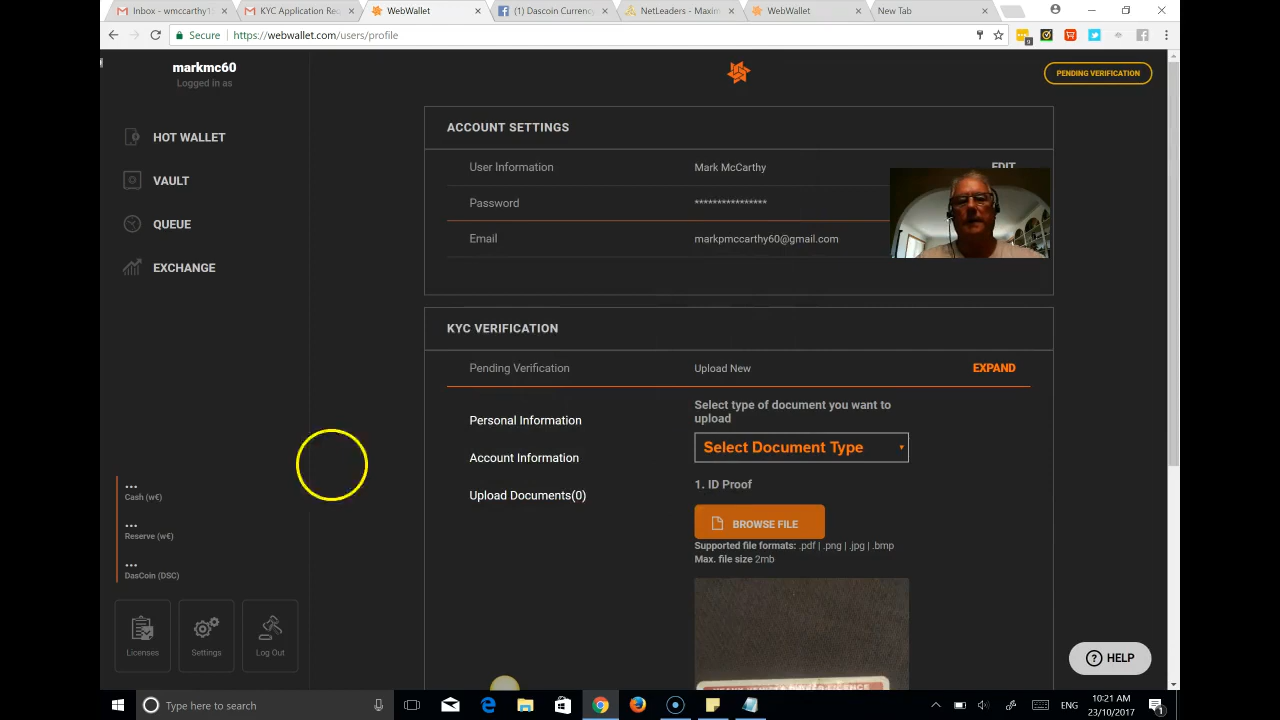 Inbox - wmccarthy1
KYC Application Re
WebWallet
(1) Dascoin Currency
NetLeaders - Maxim
WebWallet
New Tab
Secure
https://webwallet.com/users/profile
9
markmc60
Logged in as
PENDING VERIFICATION
HOT WALLET
VAULT
QUEUE
EXCHANGE
ACCOUNT SETTINGS
User Information Mark McCarthy EDIT
Password ****************
Email markpmccarthy60@gmail.com
KYC VERIFICATION
Pending Verification Upload New EXPAND
Personal Information
Account Information
Upload Documents(0)
Select type of document you want to
upload
Select Document Type
1. ID Proof
BROWSE FILE
Supported file formats: .pdf | .png | .jpg | .bmp
Max. file size 2mb
...
Cash (w€)
...
Reserve (w€)
...
DasCoin (DSC)
Licenses
Settings
Log Out
? HELP
Type here to search
ENG
10:21 AM
23/10/2017
1